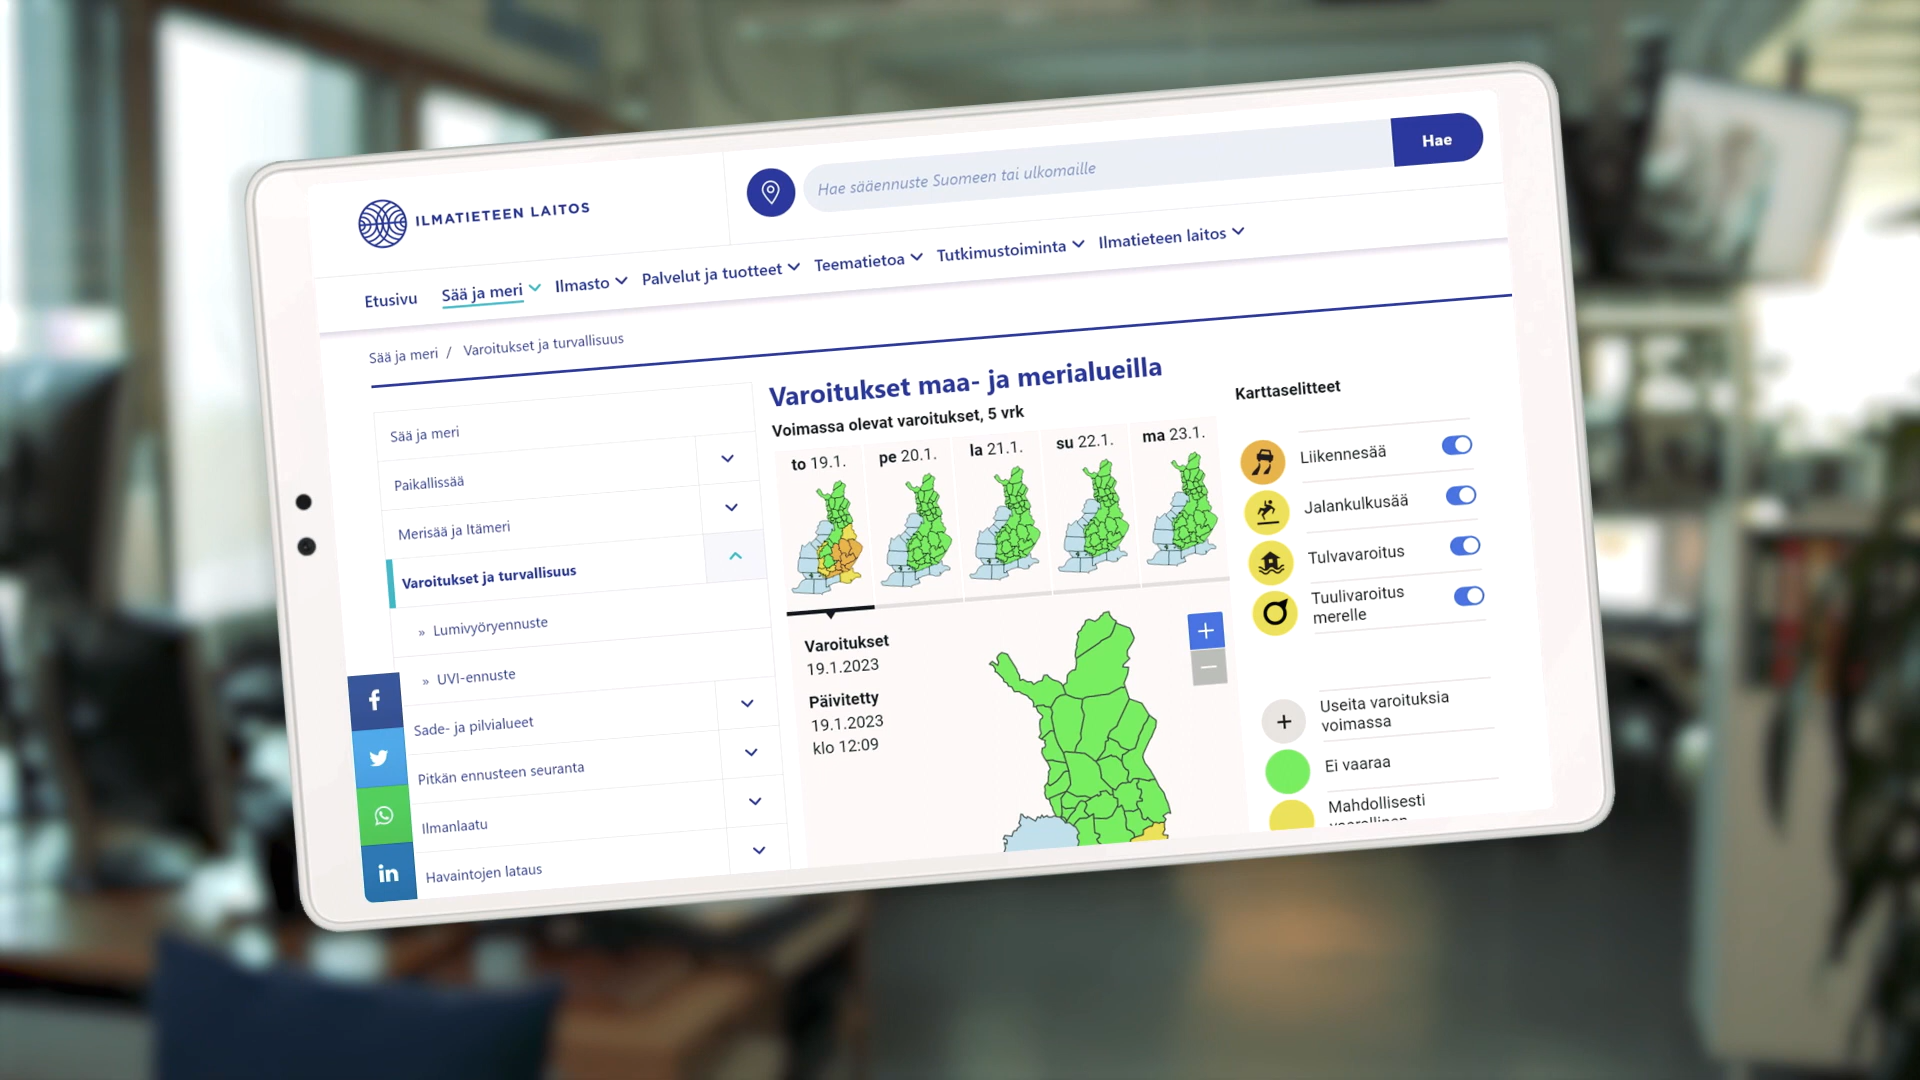 ILMATIETEEN LAITOS
Hae sääennuste Suomeen tai ulkomaille
Hae
Etusivu
Sää ja meri
Ilmasto
Palvelut ja tuotteet
Teematietoa
Tutkimustoiminta
Ilmatieteen laitos
Sää ja meri / Varoitukset ja turvallisuus
Sää ja meri
Paikallissää
Merisää ja Itämeri
Varoitukset ja turvallisuus
» Lumivyöryennuste
» UVI-ennuste
Sade- ja pilvialueet
Pitkän ennusteen seuranta
Ilmanlaatu
Havaintojen lataus
f
in
Varoitukset maa- ja merialueilla
Voimassa olevat varoitukset, 5 vrk
to 19.1.
pe 20.1.
la 21.1.
su 22.1.
ma 23.1.
Varoitukset
19.1.2023
Päivitetty
19.1.2023
klo 12:09
+
−
Karttaselitteet
Liikennesää
Jalankulkusää
Tulvavaroitus
Tuulivaroitus
merelle
+
Useita varoituksia
voimassa
Ei vaaraa
Mahdollisesti